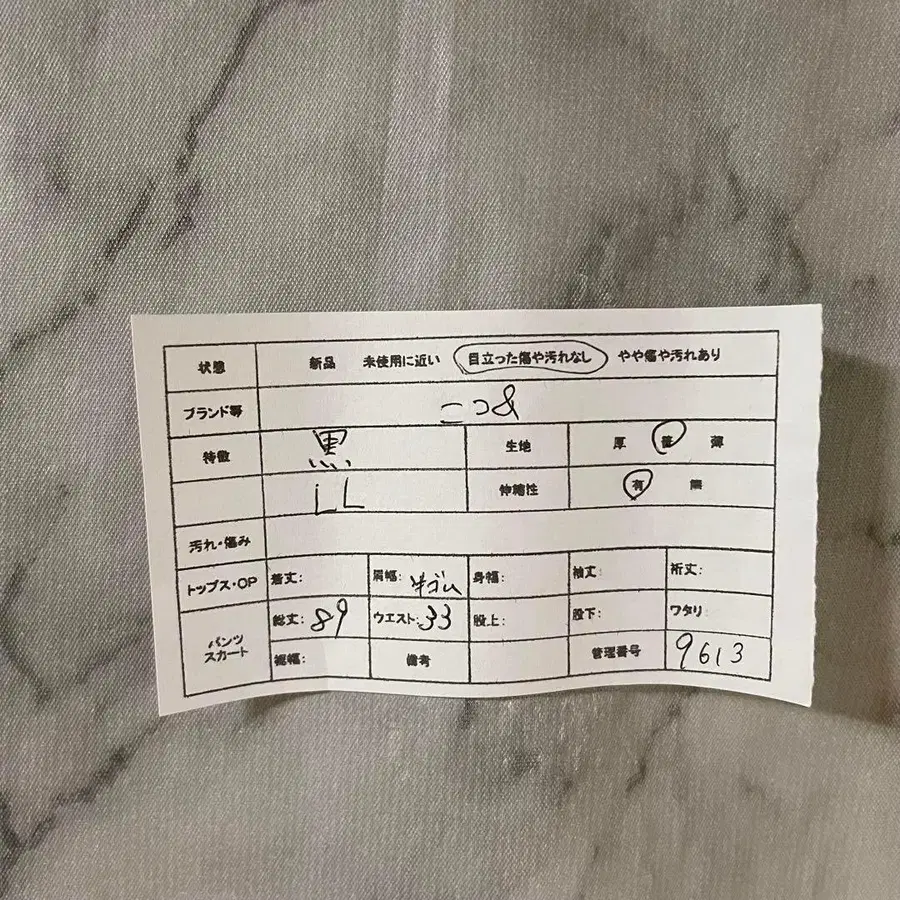 状態 新品 未使用に近い 目立った傷や汚れなし やや傷や汚れあり
ブランド等 ニコ&
特徴 黒 生地 厚 普 薄
LL 伸縮性 有 無
汚れ・傷み
トップス・OP 着丈: 肩幅: 半ゴム 身幅: 袖丈: 裄丈:
パンツ スカート 総丈: 89 ウエスト: 33 股上: 股下: ワタリ:
裾幅: 備考 管理番号 9613